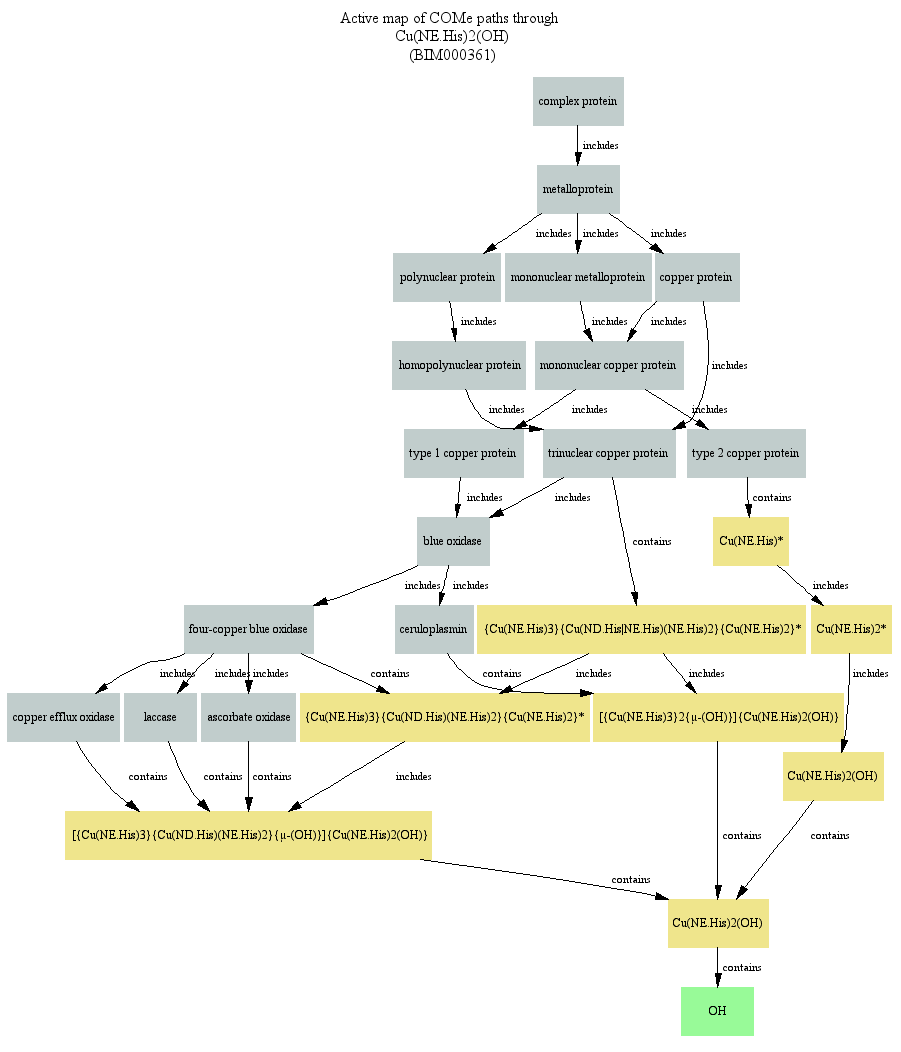 Active map of COMe paths through
Cu(NE.His)2(OH)
(BIM000361)
complex protein
includes
metalloprotein
includes
includes
includes
polynuclear protein
mononuclear metalloprotein
copper protein
includes
includes
includes
homopolynuclear protein
mononuclear copper protein
includes
includes
includes
includes
type 1 copper protein
trinuclear copper protein
type 2 copper protein
includes
includes
contains
blue oxidase
contains
Cu(NE.His)*
includes
includes
includes
four-copper blue oxidase
ceruloplasmin
{Cu(NE.His)3}{Cu(ND.His|NE.His)(NE.His)2}{Cu(NE.His)2}*
Cu(NE.His)2*
includes
includes
includes
contains
contains
includes
includes
includes
copper efflux oxidase
laccase
ascorbate oxidase
{Cu(NE.His)3}{Cu(ND.His)(NE.His)2}{Cu(NE.His)2}*
[{Cu(NE.His)3}2{μ-(OH)}]{Cu(NE.His)2(OH)}
contains
contains
contains
includes
Cu(NE.His)2(OH)
[{Cu(NE.His)3}{Cu(ND.His)(NE.His)2}{μ-(OH)}]{Cu(NE.His)2(OH)}
contains
contains
contains
Cu(NE.His)2(OH)
contains
OH